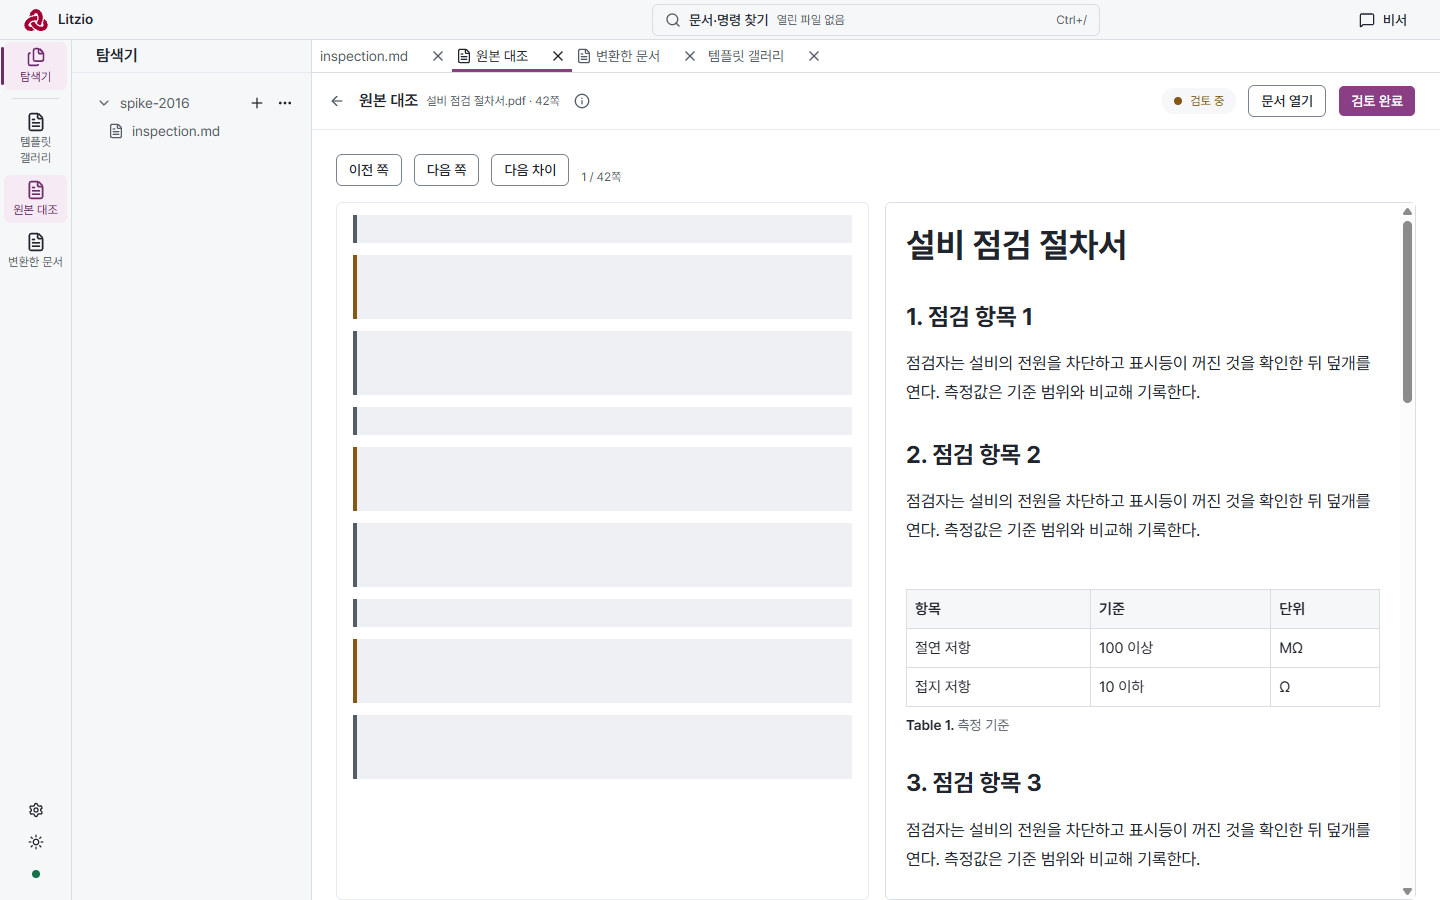 Litzio
문서·명령 찾기 열린 파일 없음 Ctrl+/
비서
탐색기
템플릿
갤러리
원본 대조
변환한 문서
탐색기
spike-2016
inspection.md
inspection.md
원본 대조
변환한 문서
템플릿 갤러리
원본 대조 설비 점검 절차서.pdf · 42쪽
검토 중
문서 열기
검토 완료
이전 쪽
다음 쪽
다음 차이
1 / 42쪽
설비 점검 절차서
1. 점검 항목 1
점검자는 설비의 전원을 차단하고 표시등이 꺼진 것을 확인한 뒤 덮개를
연다. 측정값은 기준 범위와 비교해 기록한다.
2. 점검 항목 2
점검자는 설비의 전원을 차단하고 표시등이 꺼진 것을 확인한 뒤 덮개를
연다. 측정값은 기준 범위와 비교해 기록한다.
항목 기준 단위
절연 저항 100 이상 MΩ
접지 저항 10 이하 Ω
Table 1. 측정 기준
3. 점검 항목 3
점검자는 설비의 전원을 차단하고 표시등이 꺼진 것을 확인한 뒤 덮개를
연다. 측정값은 기준 범위와 비교해 기록한다.